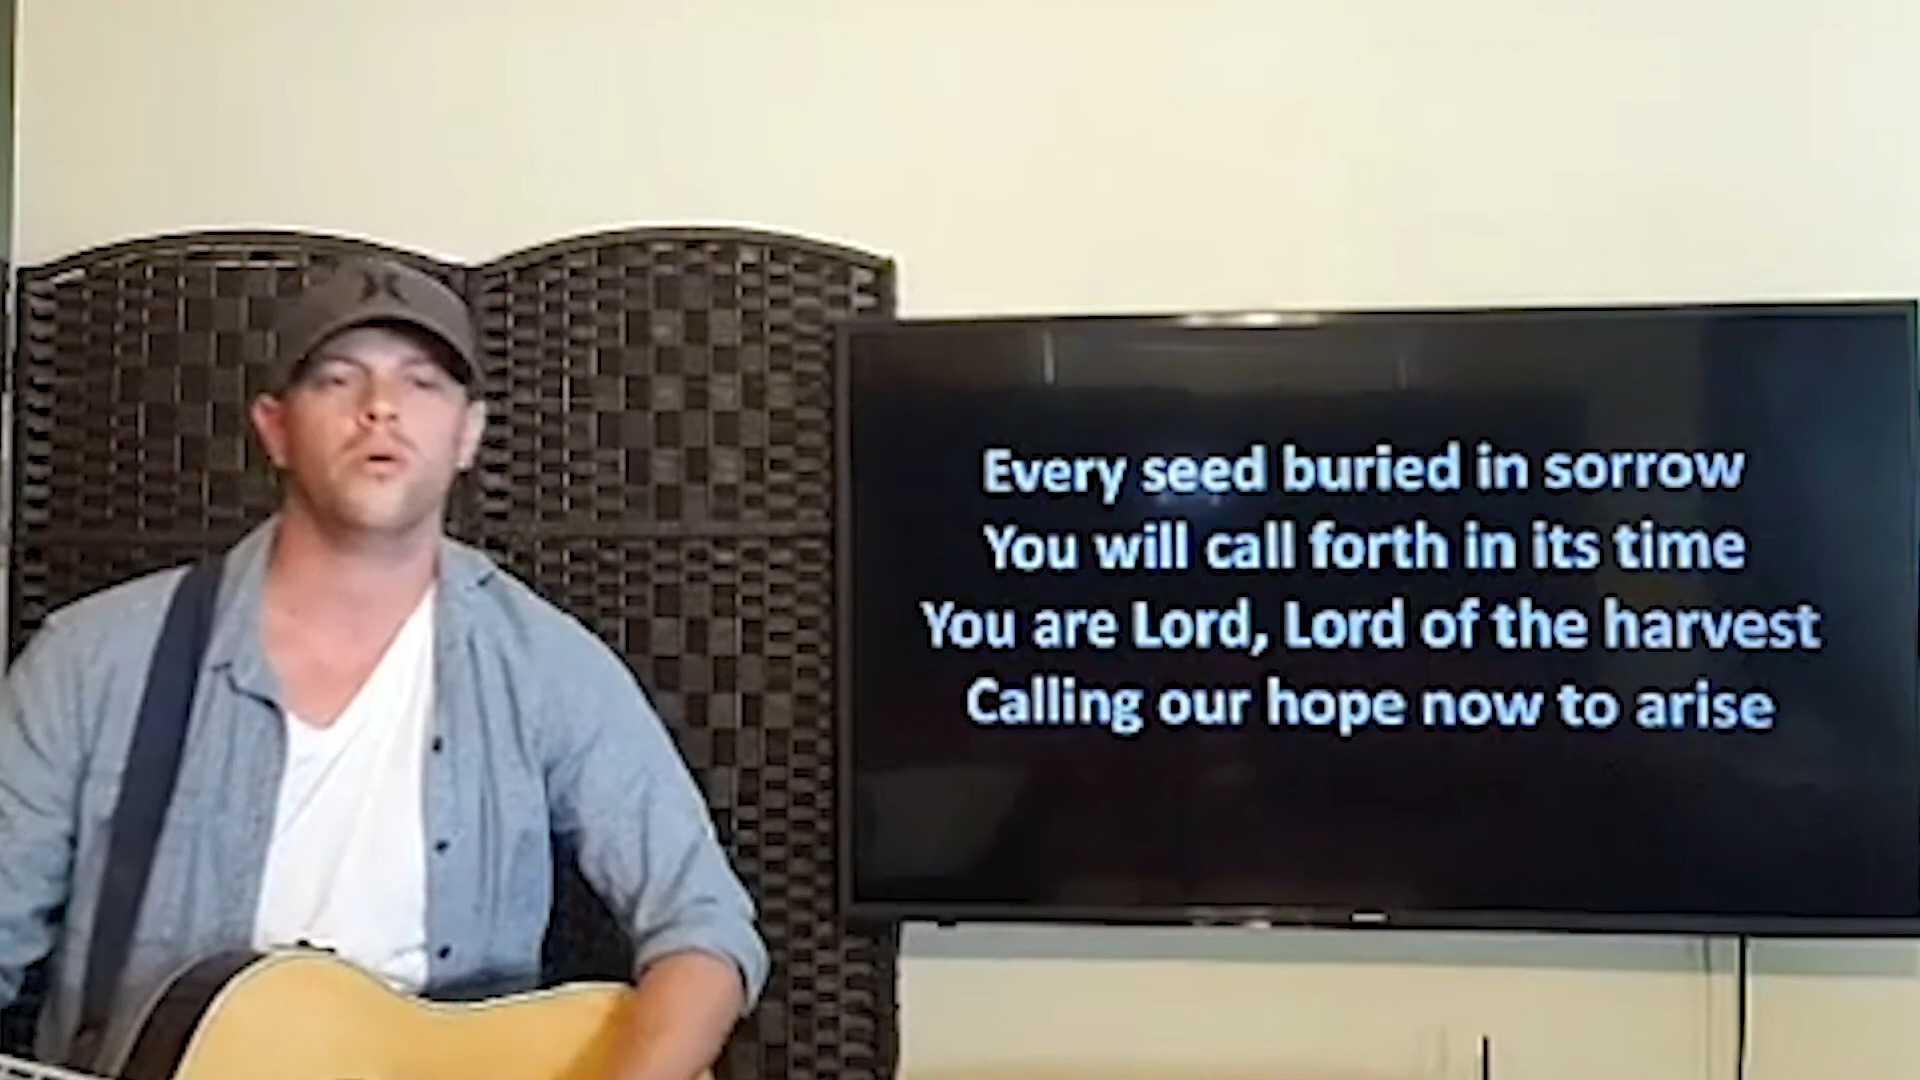 Every seed buried in sorrow
You will call forth in its time
You are Lord, Lord of the harvest
Calling our hope now to arise